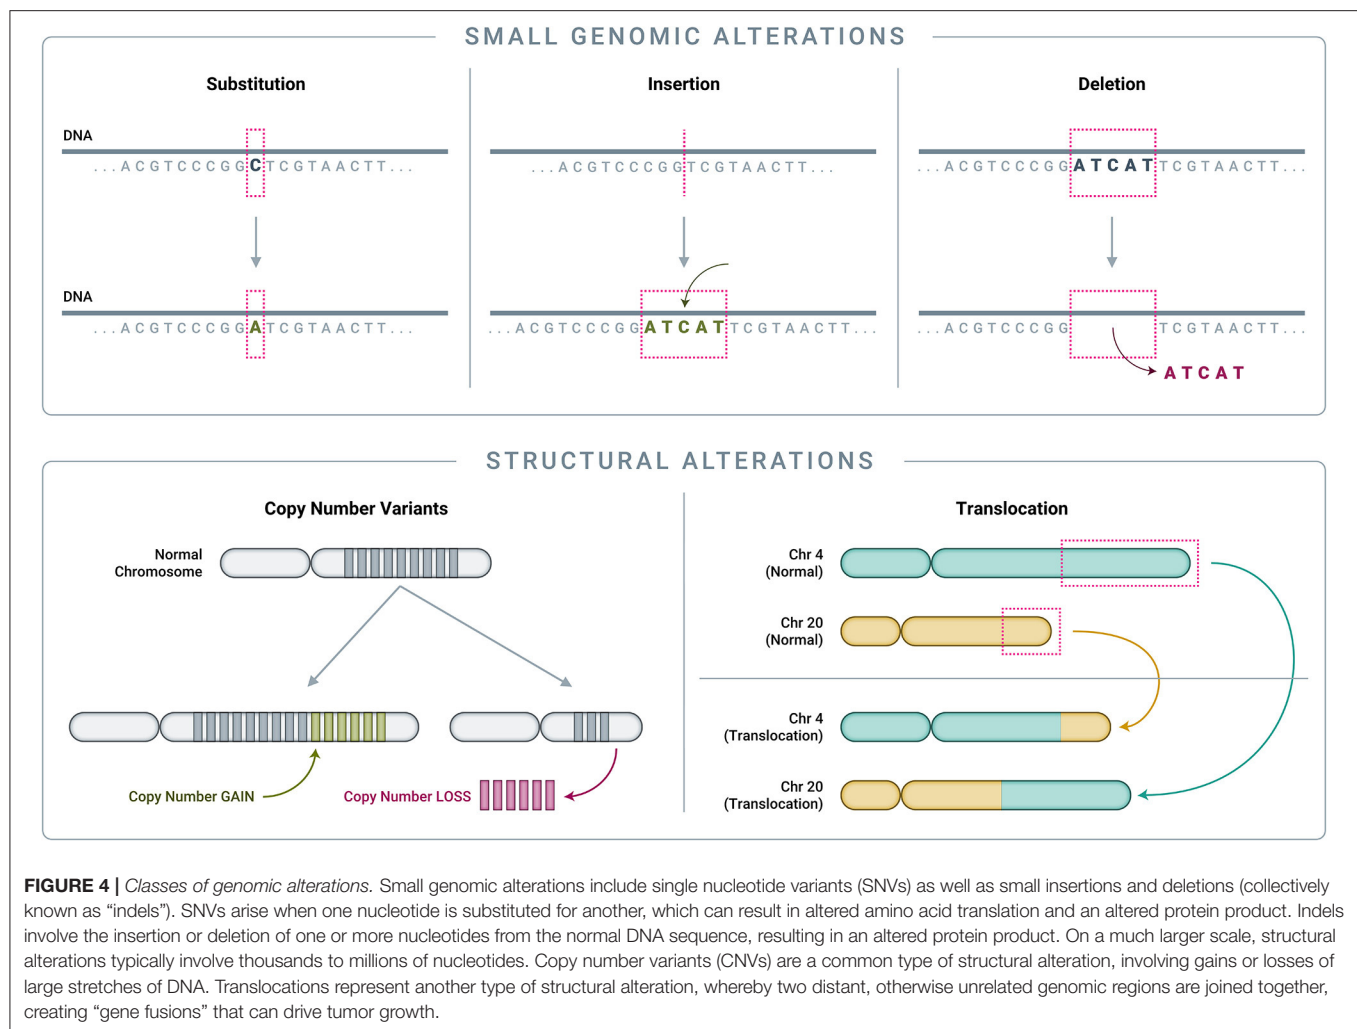 SMALL GENOMIC ALTERATIONS
Substitution
DNA
...ACGTCCCGGCTCGTAACTT...
DNA
...ACGTCCCGGATCGTAACTT...
Insertion
...ACGTCCCGGTCGTAACTT...
...ACGTCCCGGATCATTCGTAACTT...
Deletion
...ACGTCCCGGATCATTCGTAACTT...
...ACGTCCCGG TCGTAACTT...
ATCAT
STRUCTURAL ALTERATIONS
Copy Number Variants
Normal
Chromosome
Copy Number GAIN
Copy Number LOSS
Translocation
Chr 4
(Normal)
Chr 20
(Normal)
Chr 4
(Translocation)
Chr 20
(Translocation)
FIGURE 4 | Classes of genomic alterations. Small genomic alterations include single nucleotide variants (SNVs) as well as small insertions and deletions (collectively
known as “indels”). SNVs arise when one nucleotide is substituted for another, which can result in altered amino acid translation and an altered protein product. Indels
involve the insertion or deletion of one or more nucleotides from the normal DNA sequence, resulting in an altered protein product. On a much larger scale, structural
alterations typically involve thousands to millions of nucleotides. Copy number variants (CNVs) are a common type of structural alteration, involving gains or losses of
large stretches of DNA. Translocations represent another type of structural alteration, whereby two distant, otherwise unrelated genomic regions are joined together,
creating “gene fusions” that can drive tumor growth.